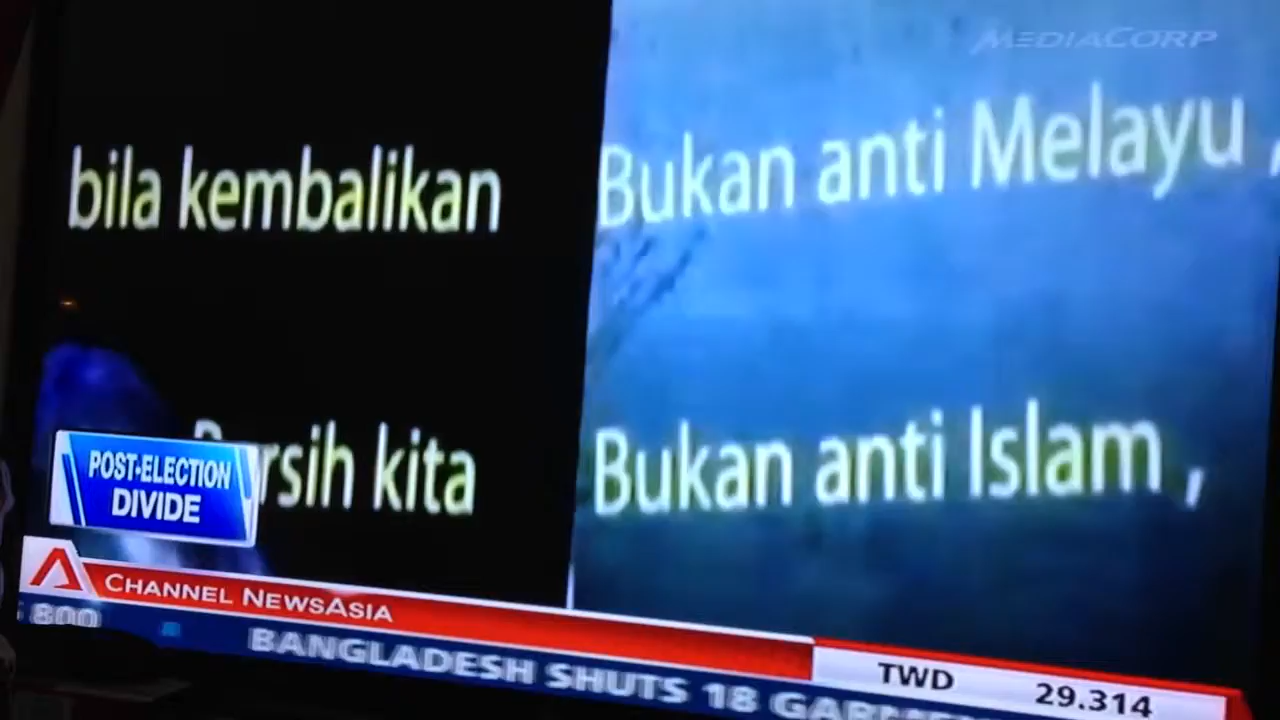 MEDIACORP
bila kembalikan
Bukan anti Melayu ,
rsih kita
Bukan anti Islam ,
POST-ELECTION
DIVIDE
CHANNEL NEWSASIA
800
BANGLADESH SHUTS 18
TWD 29.314